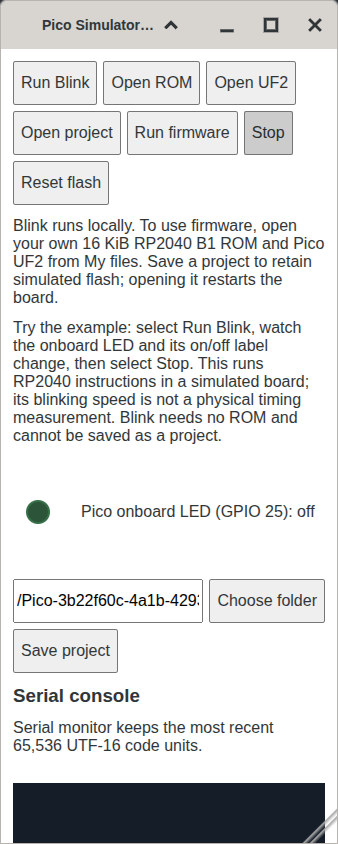 Pico Simulator…
Run Blink
Open ROM
Open UF2
Open project
Run firmware
Stop
Reset flash
Blink runs locally. To use firmware, open
your own 16 KiB RP2040 B1 ROM and Pico
UF2 from My files. Save a project to retain
simulated flash; opening it restarts the
board.
Try the example: select Run Blink, watch
the onboard LED and its on/off label
change, then select Stop. This runs
RP2040 instructions in a simulated board;
its blinking speed is not a physical timing
measurement. Blink needs no ROM and
cannot be saved as a project.
Pico onboard LED (GPIO 25): off
/Pico-3b22f60c-4a1b-429
Choose folder
Save project
Serial console
Serial monitor keeps the most recent
65,536 UTF-16 code units.